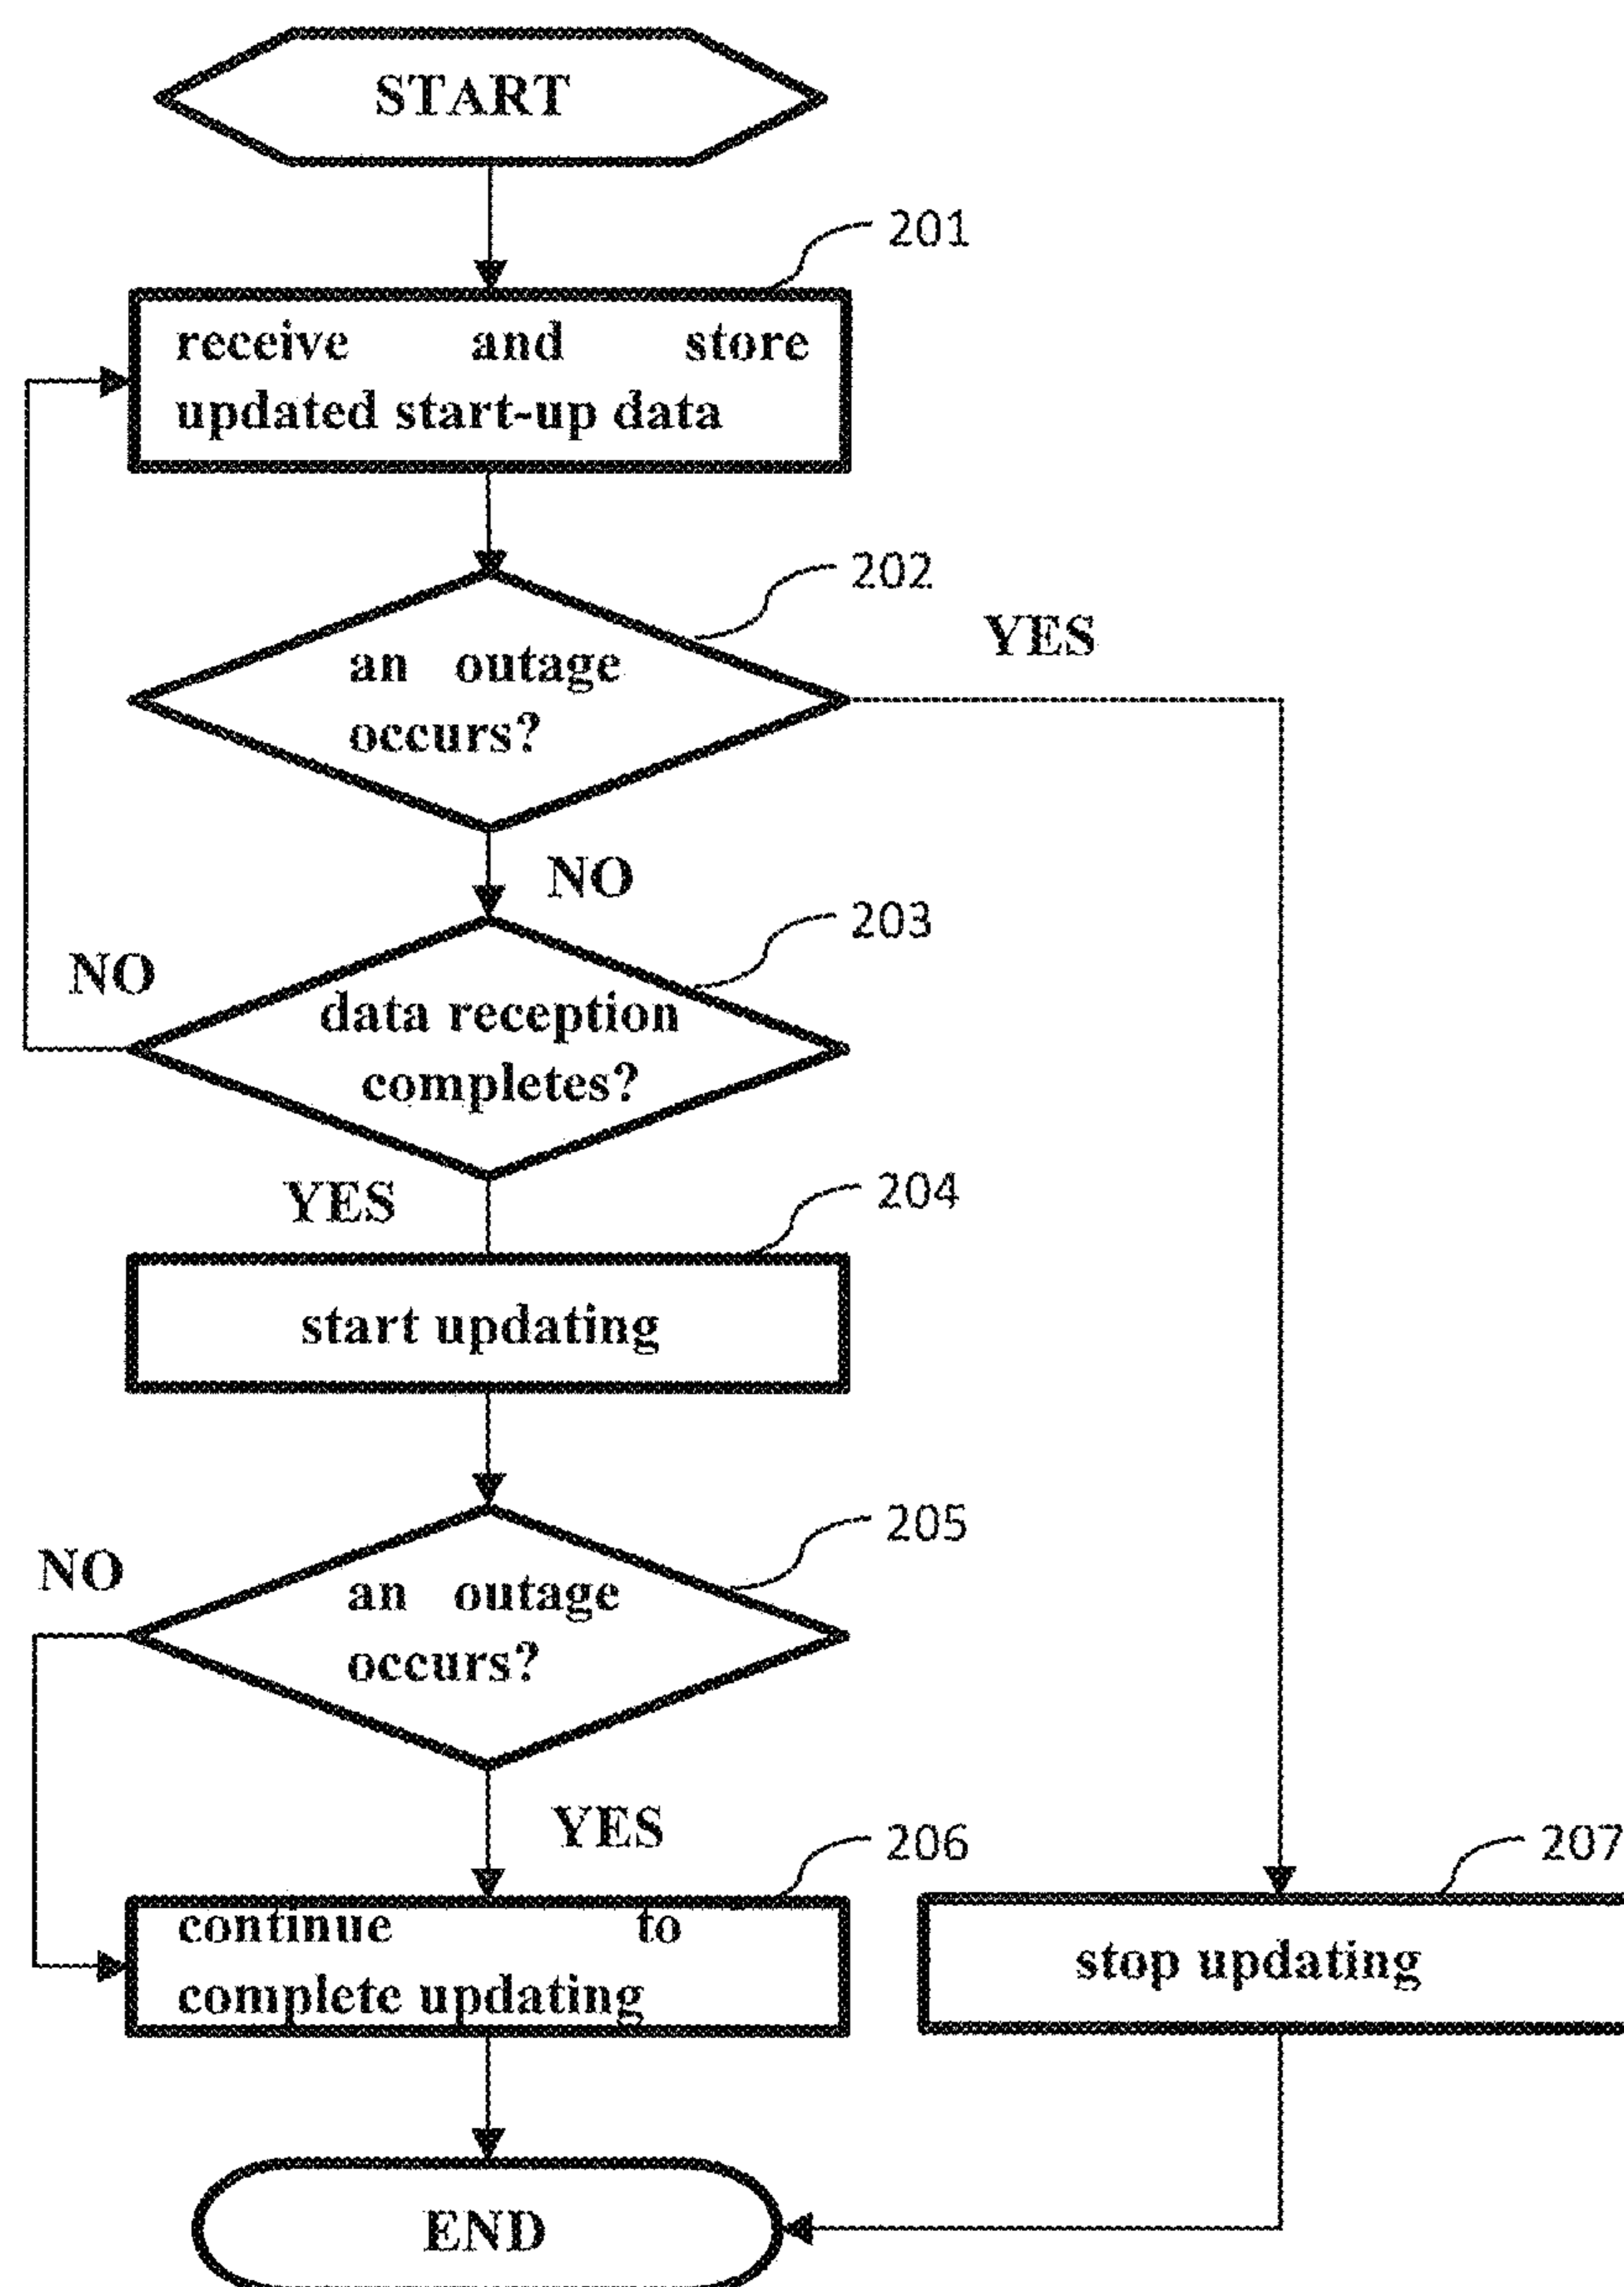 START
201
receive and store
updated start-up data
202
YES
an outage
occurs?
NO
203
NO
data reception
completes?
YES
204
start updating
205
NO
an outage
occurs?
YES
206
207
continue to
complete updating
stop updating
END